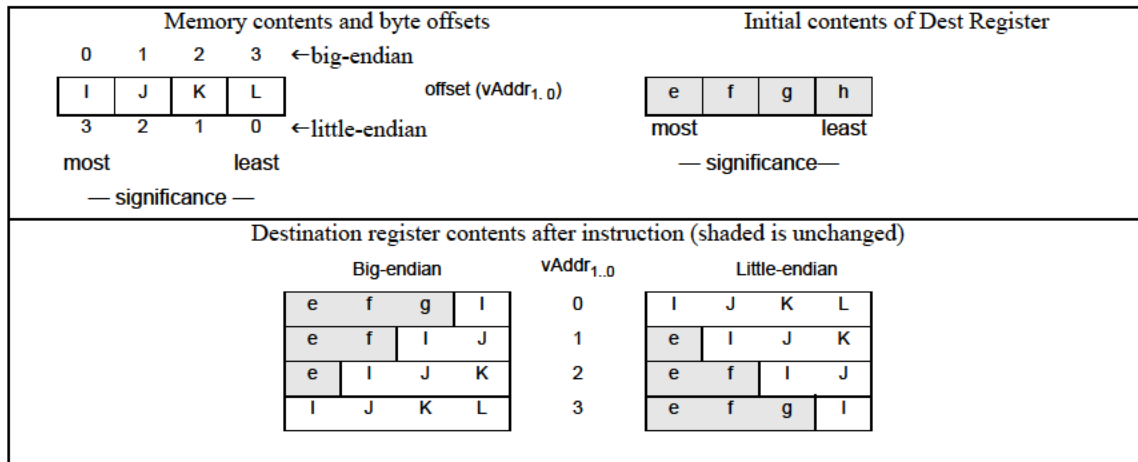 Memory contents and byte offsets
0 1 2 3 ←big-endian
I J K L
offset (vAddr1..0)
3 2 1 0 ←little-endian
most least
— significance —
Initial contents of Dest Register
e f g h
most least
— significance—
Destination register contents after instruction (shaded is unchanged)
Big-endian vAddr1..0 Little-endian
e f g I 0 I J K L
e f I J 1 e I J K
e I J K 2 e f I J
I J K L 3 e f g I